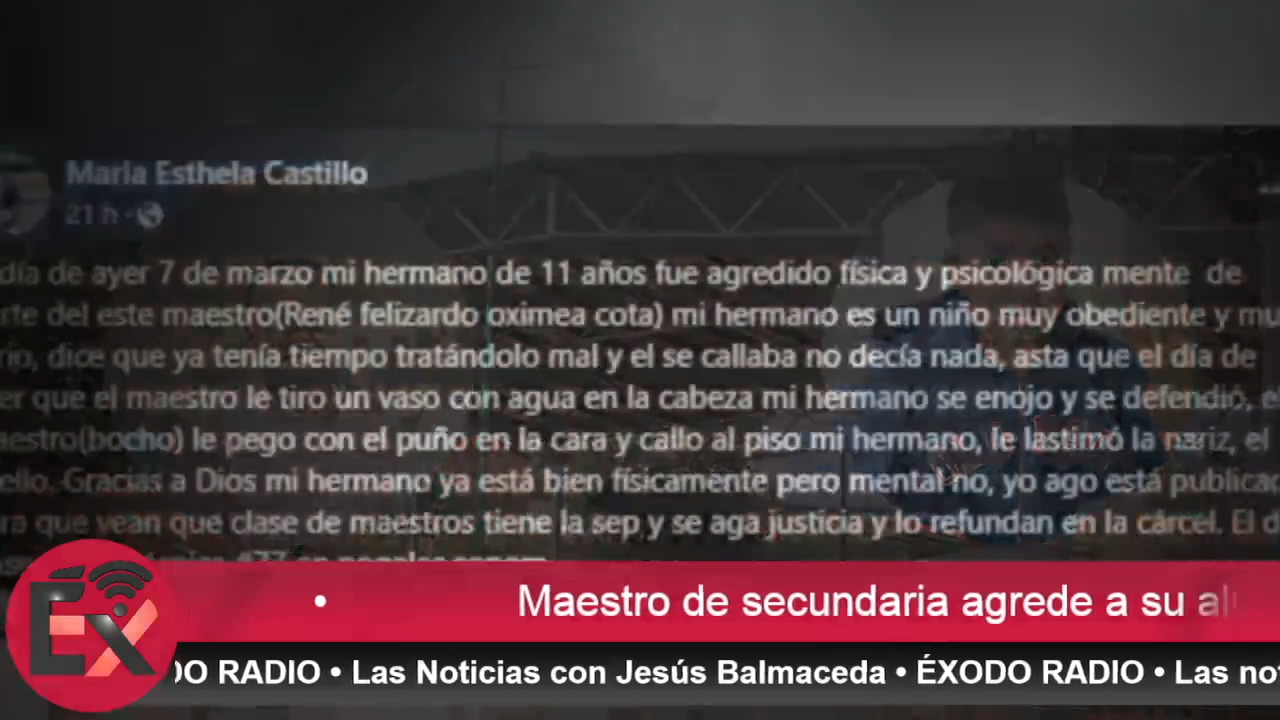 Maria Esthela Castillo
21 h
día de ayer 7 de marzo mi hermano de 11 años fue agredido física y psicológica mente de
rte del este maestro(René felizardo oximea cota) mi hermano es un niño muy obediente y mu
río, dice que ya tenía tiempo tratándolo mal y el se callaba no decía nada, asta que el día de
er que el maestro le tiro un vaso con agua en la cabeza mi hermano se enojo y se defendió, e
aestro(bocho) le pego con el puño en la cara y callo al piso mi hermano, le lastimó la nariz, el
ello. Gracias a Dios mi hermano ya está bien físicamente pero mental no, yo ago está publicac
ra que vean que clase de maestros tiene la sep y se aga justicia y lo refundan en la cárcel. El d
#77 en nogales
• Maestro de secundaria agrede a su al
ÉX
DO RADIO • Las Noticias con Jesús Balmaceda • ÉXODO RADIO • Las not